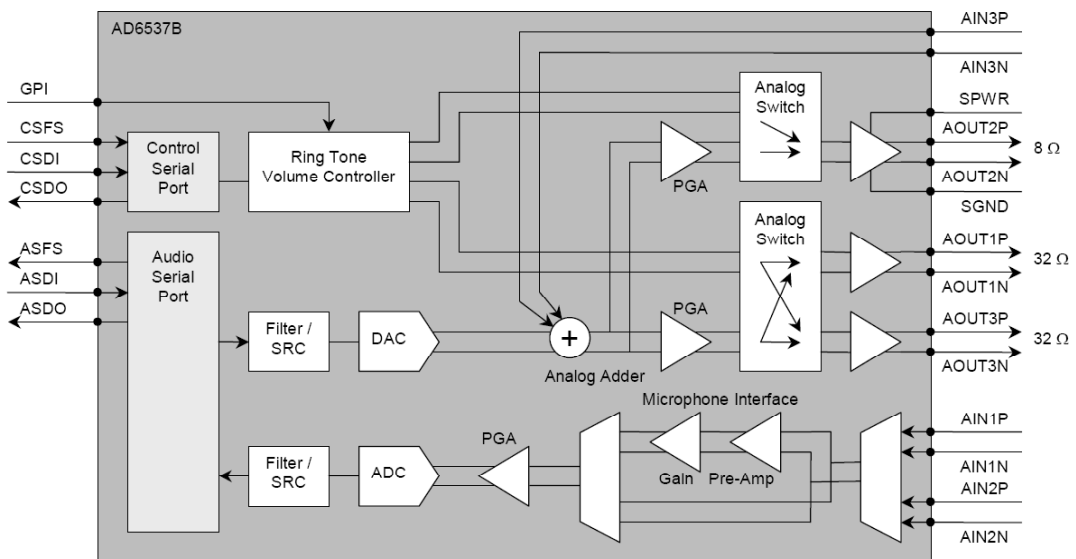 AD6537B
AIN3P
AIN3N
GPI
CSFS
CSDI
CSDO
Control
Serial
Port
Ring Tone
Volume Controller
Analog
Switch
PGA
SPWR
AOUT2P
8 Ω
AOUT2N
SGND
ASFS
ASDI
ASDO
Audio
Serial
Port
Analog
Switch
AOUT1P
32 Ω
AOUT1N
Filter /
SRC
DAC
+
Analog Adder
PGA
AOUT3P
32 Ω
AOUT3N
Microphone Interface
Filter /
SRC
ADC
PGA
Gain
Pre-Amp
AIN1P
AIN1N
AIN2P
AIN2N